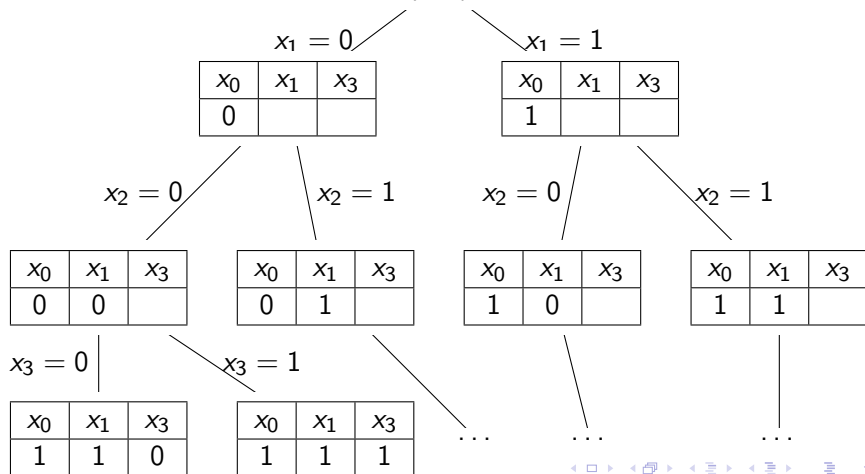 x₁ = 0 x₁ = 1
x₀ x₁ x₃ x₀ x₁ x₃
0 1
x₂ = 0 x₂ = 1 x₂ = 0 x₂ = 1
x₀ x₁ x₃ x₀ x₁ x₃ x₀ x₁ x₃ x₀ x₁ x₃
0 0 0 1 1 0 1 1
x₃ = 0 x₃ = 1
x₀ x₁ x₃ x₀ x₁ x₃ ... ... ...
1 1 0 1 1 1